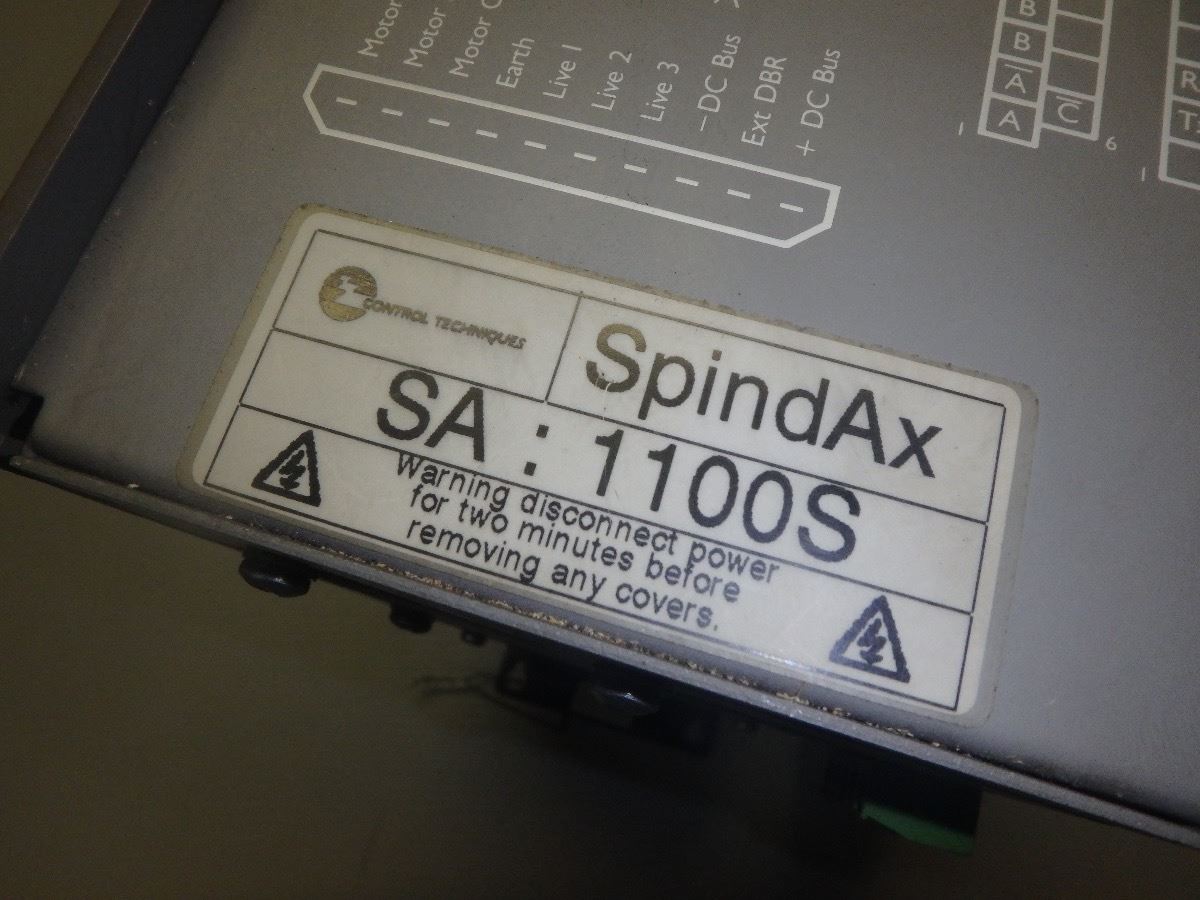 Motor
Motor
Motor
Earth
Live 1
Live 2
Live 3
-DC Bus
Ext DBR
+ DC Bus
B
B
A
A
C
1
6
1
R
T
CONTROL TECHNIQUES
SpindAx
SA : 1100S
Warning disconnect power
for two minutes before
removing any covers.